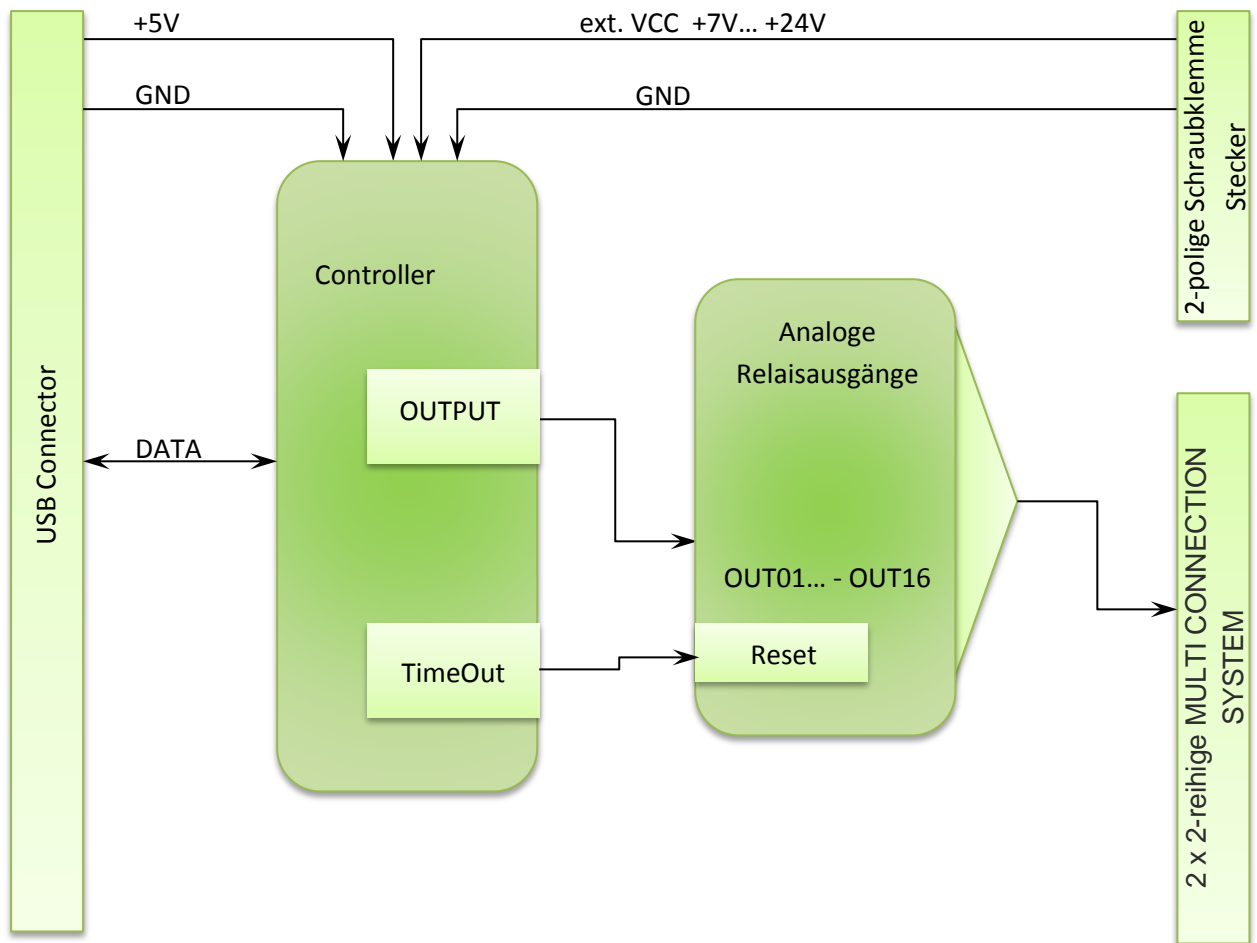 +5V
ext. VCC +7V... +24V
GND
GND
2-polige Schraubklemme
Stecker
Controller
Analoge
Relaisausgänge
OUTPUT
USB Connector
DATA
OUT01... - OUT16
TimeOut
Reset
2 x 2-reihige MULTI CONNECTION
SYSTEM